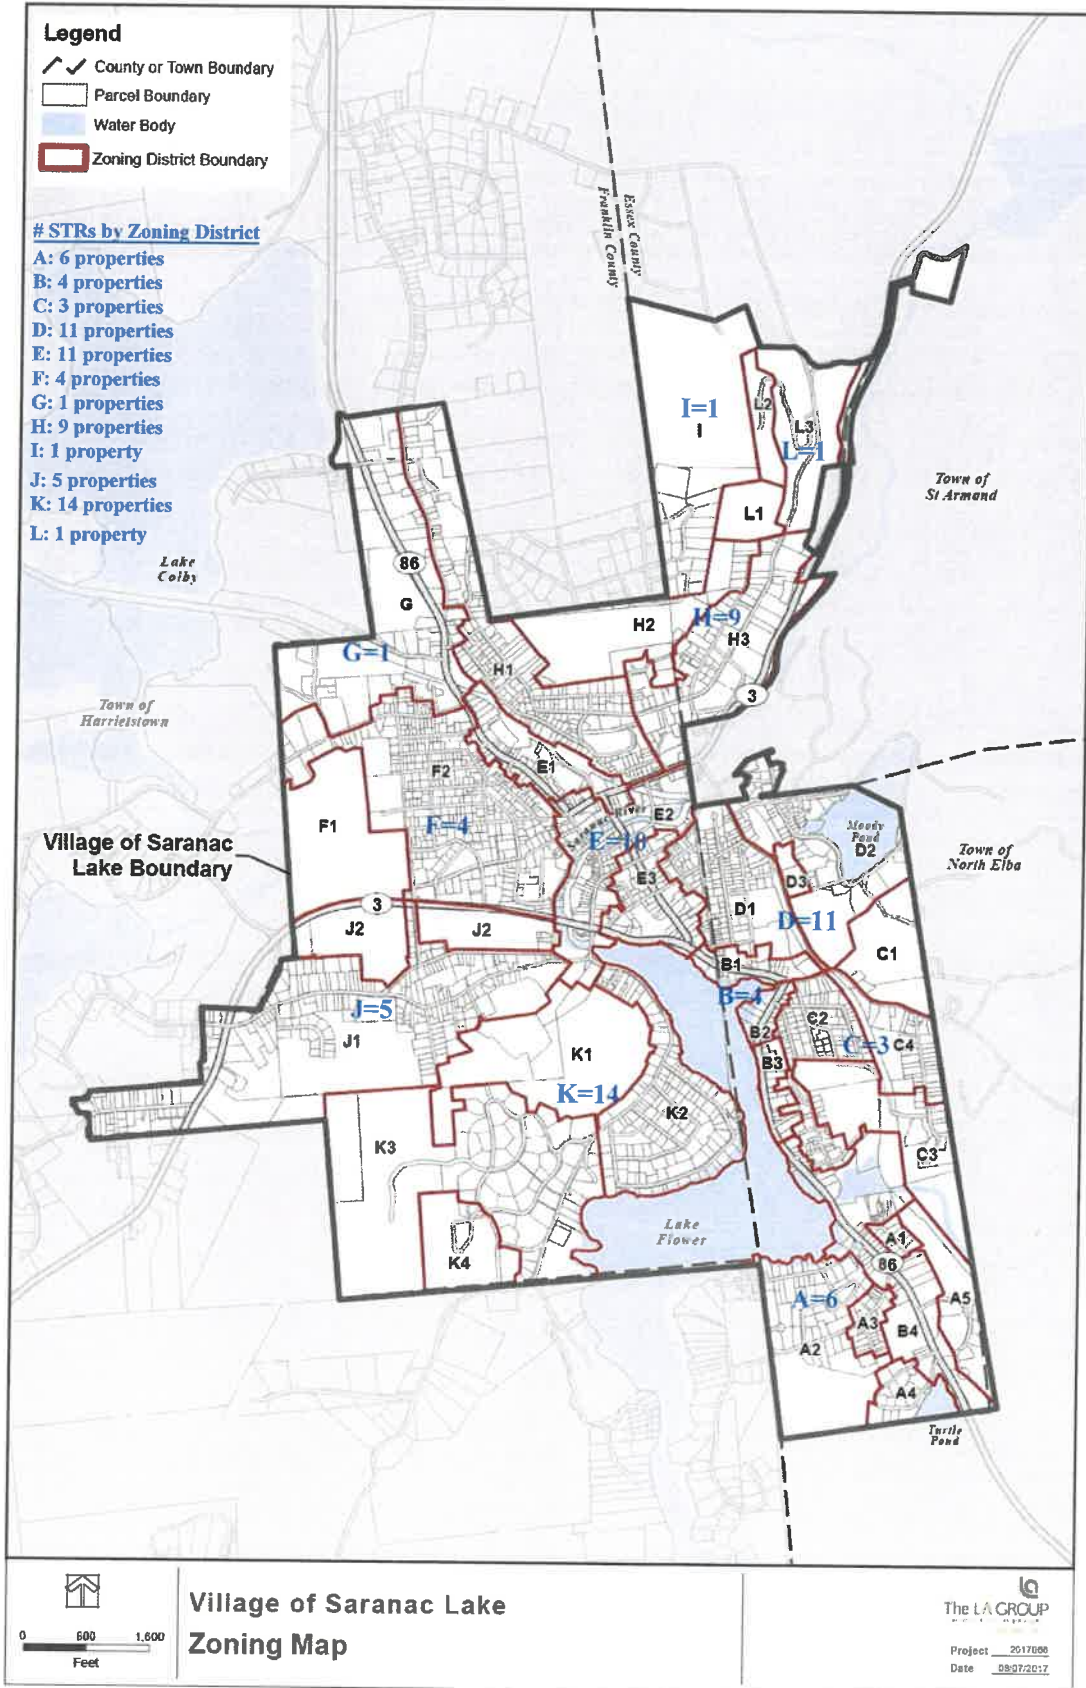 Legend
County or Town Boundary
Parcel Boundary
Water Body
Zoning District Boundary
# STRs by Zoning District
A: 6 properties
B: 4 properties
C: 3 properties
D: 11 properties
E: 11 properties
F: 4 properties
G: 1 properties
H: 9 properties
I: 1 property
J: 5 properties
K: 14 properties
L: 1 property
Essex County
Franklin County
I=1
I
L2
L3
L=1
L1
Town of
St Armand
Lake
Colby
86
G
G=1
H2
H=9
H3
H1
3
Town of
Harrietstown
E1
F2
F1
F=4
Saranac River
E2
E=10
E3
Moody
Pond
D2
D3
Town of
North Elba
Village of Saranac
Lake Boundary
D1
D=11
3
J2
J2
B1
C1
B=4
J=5
J1
B2
C2
C=3
C4
B3
K1
K=14
K2
K3
C3
Lake
Flower
K4
A1
86
A=6
A5
A3
B4
A2
A4
Turtle
Pond
0 800 1,600
Feet
Village of Saranac Lake
Zoning Map
la
The LA GROUP
Project
Date 09/07/2017